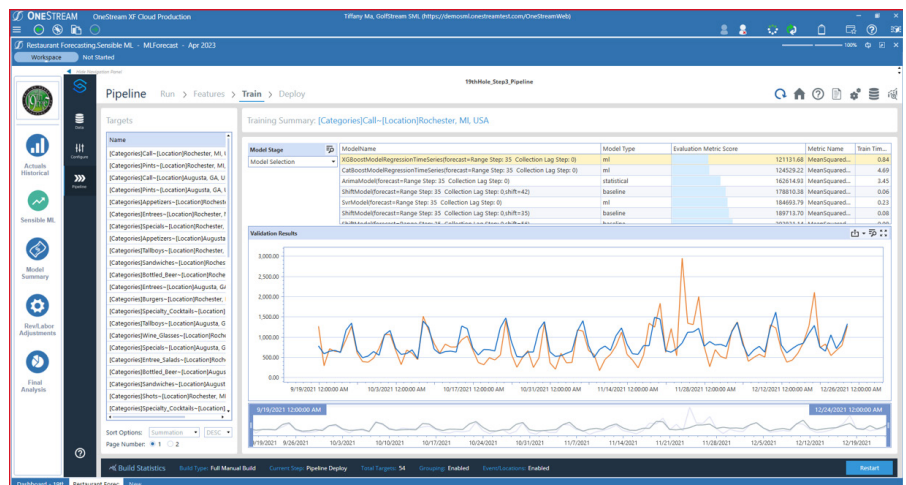 ONESTREAM OneStream XF Cloud Production Tiffany Ma, GolfStream SML (https://demosml.onestreamtest.com/OneStreamWeb)
Restaurant Forecasting.Sensible ML - MLForecast - Apr 2023 100%
Workspace Not Started
Hide Navigation Panel
19thHole_Step3_Pipeline
Pipeline Run > Features > Train > Deploy
Actuals Historical
Sensible ML
Model Summary
Rev/Labor Adjustments
Final Analysis
Data
Configure
Pipeline
Targets
Name
[Categories]Call~[Location]Rochester, MI, U
[Categories]Pints~[Location]Rochester, MI,
[Categories]Call~[Location]Augusta, GA, U
[Categories]Pints~[Location]Augusta, GA, U
[Categories]Appetizers~[Location]Rochest
[Categories]Entrees~[Location]Rochester, M
[Categories]Specials~[Location]Rochester,
[Categories]Appetizers~[Location]Augusta
[Categories]Tallboys~[Location]Rochester,
[Categories]Sandwiches~[Location]Roches
[Categories]Bottled_Beer~[Location]Roche
[Categories]Entrees~[Location]Augusta, GA
[Categories]Burgers~[Location]Rochester,
[Categories]Specialty_Cocktails~[Location]
[Categories]Tallboys~[Location]Augusta, G
[Categories]Wine_Glasses~[Location]Roche
[Categories]Specials~[Location]Augusta, G
[Categories]Entree_Salads~[Location]Roch
[Categories]Bottled_Beer~[Location]Augus
[Categories]Sandwiches~[Location]August
[Categories]Shots~[Location]Rochester, MI
[Categories]Specialty_Cocktails~[Location]
Sort Options: Summation DESC
Page Number: 1 2
Training Summary: [Categories]Call~[Location]Rochester, MI, USA
Model Stage
Model Selection
ModelName Model Type Evaluation Metric Score Metric Name Train Tim...
XGBoostModelRegressionTimeSeries(forecast=Range Step: 35 Collection Lag Step: 0) ml 121131.68 MeanSquared... 0.84
CatBoostModelRegressionTimeSeries(forecast=Range Step: 35 Collection Lag Step: 0) ml 124529.22 MeanSquared... 4.69
ArimaModel(forecast=Range Step: 35 Collection Lag Step: 0) statistical 162614.93 MeanSquared... 3.45
ShiftModel(forecast=Range Step: 35 Collection Lag Step: 0;shift=42) baseline 178810.38 MeanSquared... 0.06
SvrModel(forecast=Range Step: 35 Collection Lag Step: 0) ml 184693.79 MeanSquared... 0.23
ShiftModel(forecast=Range Step: 35 Collection Lag Step: 0;shift=35) baseline 189713.70 MeanSquared... 0.08
Validation Results
3,000.00
2,500.00
2,000.00
1,500.00
1,000.00
500.00
0.00
9/19/2021 12:00:00 AM 10/3/2021 12:00:00 AM 10/17/2021 12:00:00 AM 10/31/2021 12:00:00 AM 11/14/2021 12:00:00 AM 11/28/2021 12:00:00 AM 12/12/2021 12:00:00 AM 12/26/2021 12:00:00 AM
9/19/2021 12:00:00 AM 12/24/2021 12:00:00 AM
9/19/2021 9/26/2021 10/3/2021 10/10/2021 10/17/2021 10/24/2021 10/31/2021 11/7/2021 11/14/2021 11/21/2021 11/28/2021 12/5/2021 12/12/2021 12/19/2021
Build Statistics Build Type: Full Manual Build Current Step: Pipeline Deploy Total Targets: 54 Grouping: Enabled Event/Locations: Enabled Restart
Restaurant Forec